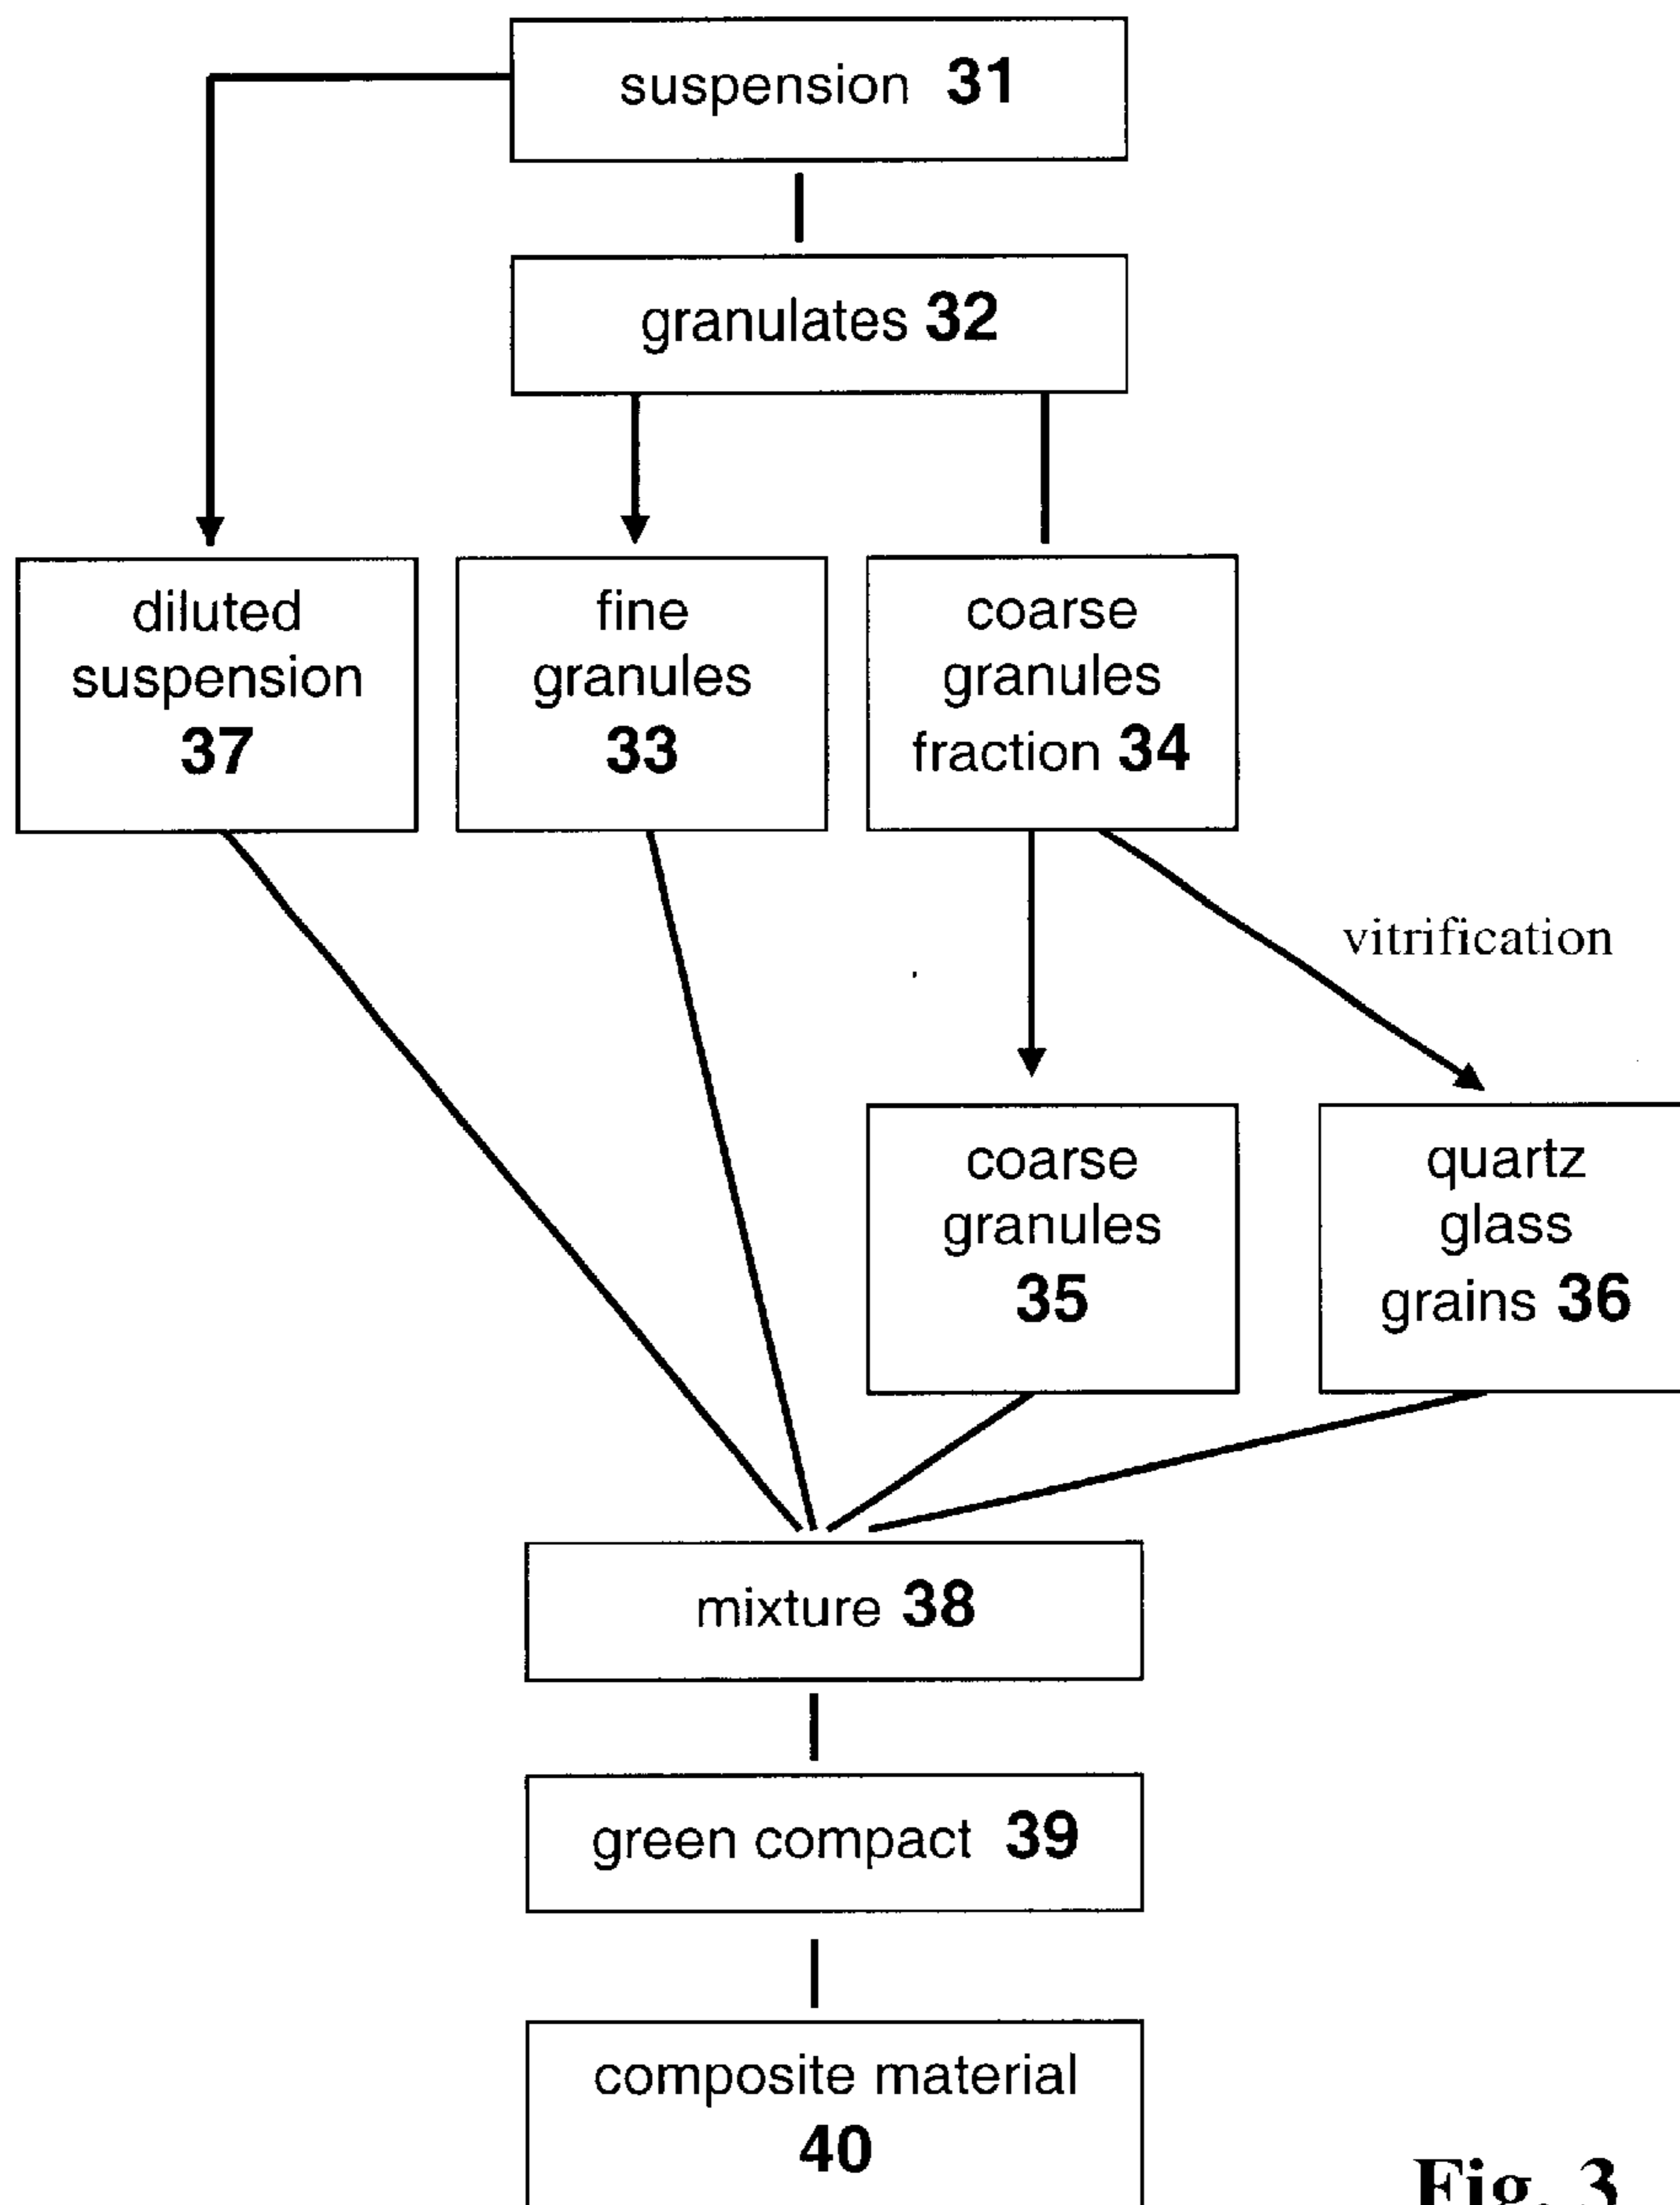 suspension 31
granulates 32
diluted
suspension
37
fine
granules
33
coarse
granules
fraction 34
vitrification
coarse
granules
35
quartz
glass
grains 36
mixture 38
green compact 39
composite material
40
Fig. 3